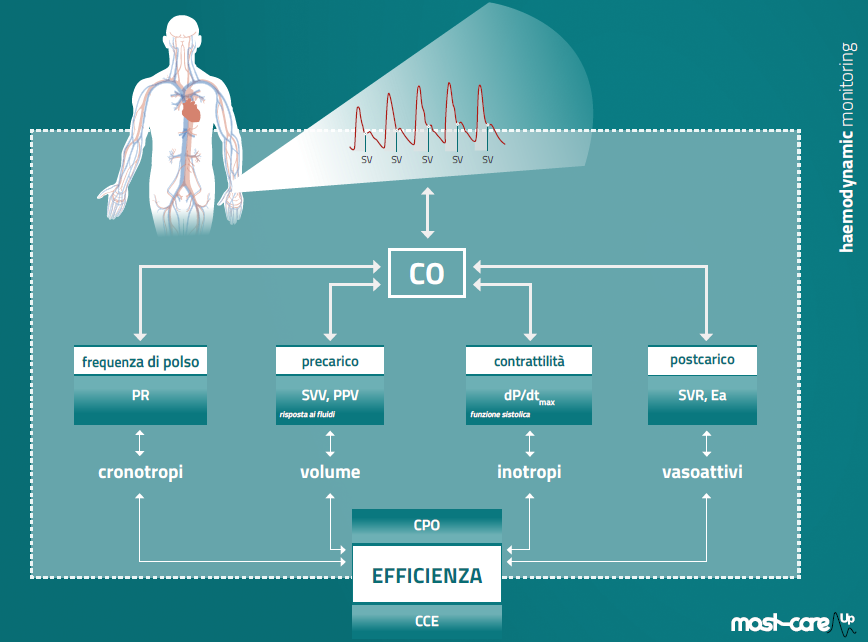 haemodynamic monitoring
SV SV SV SV SV
CO
frequenza di polso
PR
precarico
SVV, PPV
risposta ai fluidi
contrattilità
dP/dtmax
funzione sistolica
postcarico
SVR, Ea
cronotropi
volume
inotropi
vasoattivi
CPO
EFFICIENZA
CCE
most-care Up